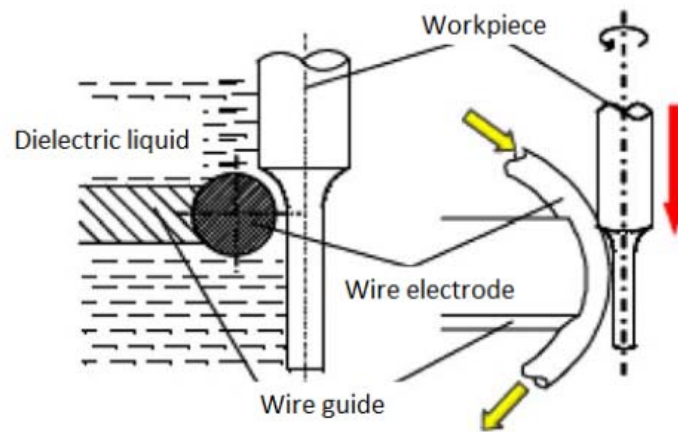 Workpiece
Dielectric liquid
Wire electrode
Wire guide